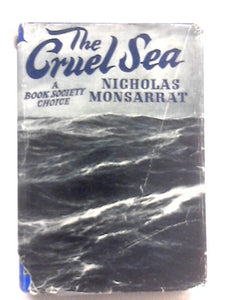 The
Cruel Sea
A
BOOK SOCIETY
CHOICE
NICHOLAS
MONSARRAT